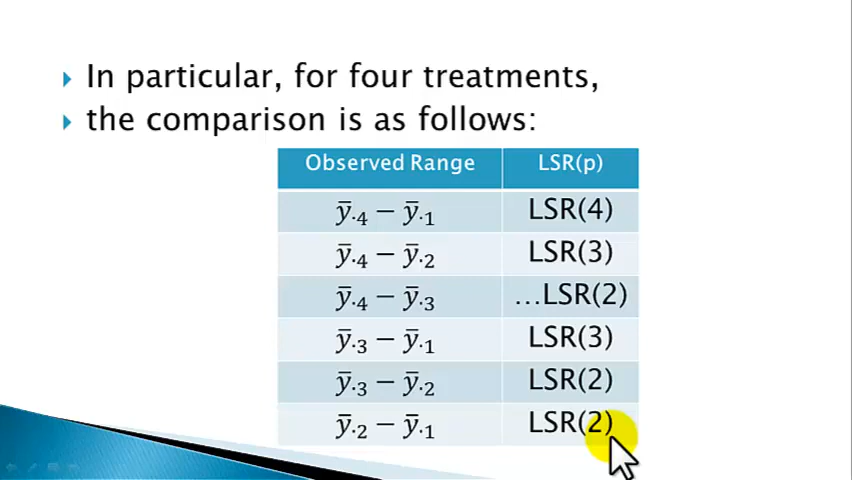 In particular, for four treatments,
the comparison is as follows:
Observed Range LSR(p)
ȳ.4 − ȳ.1 LSR(4)
ȳ.4 − ȳ.2 LSR(3)
ȳ.4 − ȳ.3 ...LSR(2)
ȳ.3 − ȳ.1 LSR(3)
ȳ.3 − ȳ.2 LSR(2)
ȳ.2 − ȳ.1 LSR(2)